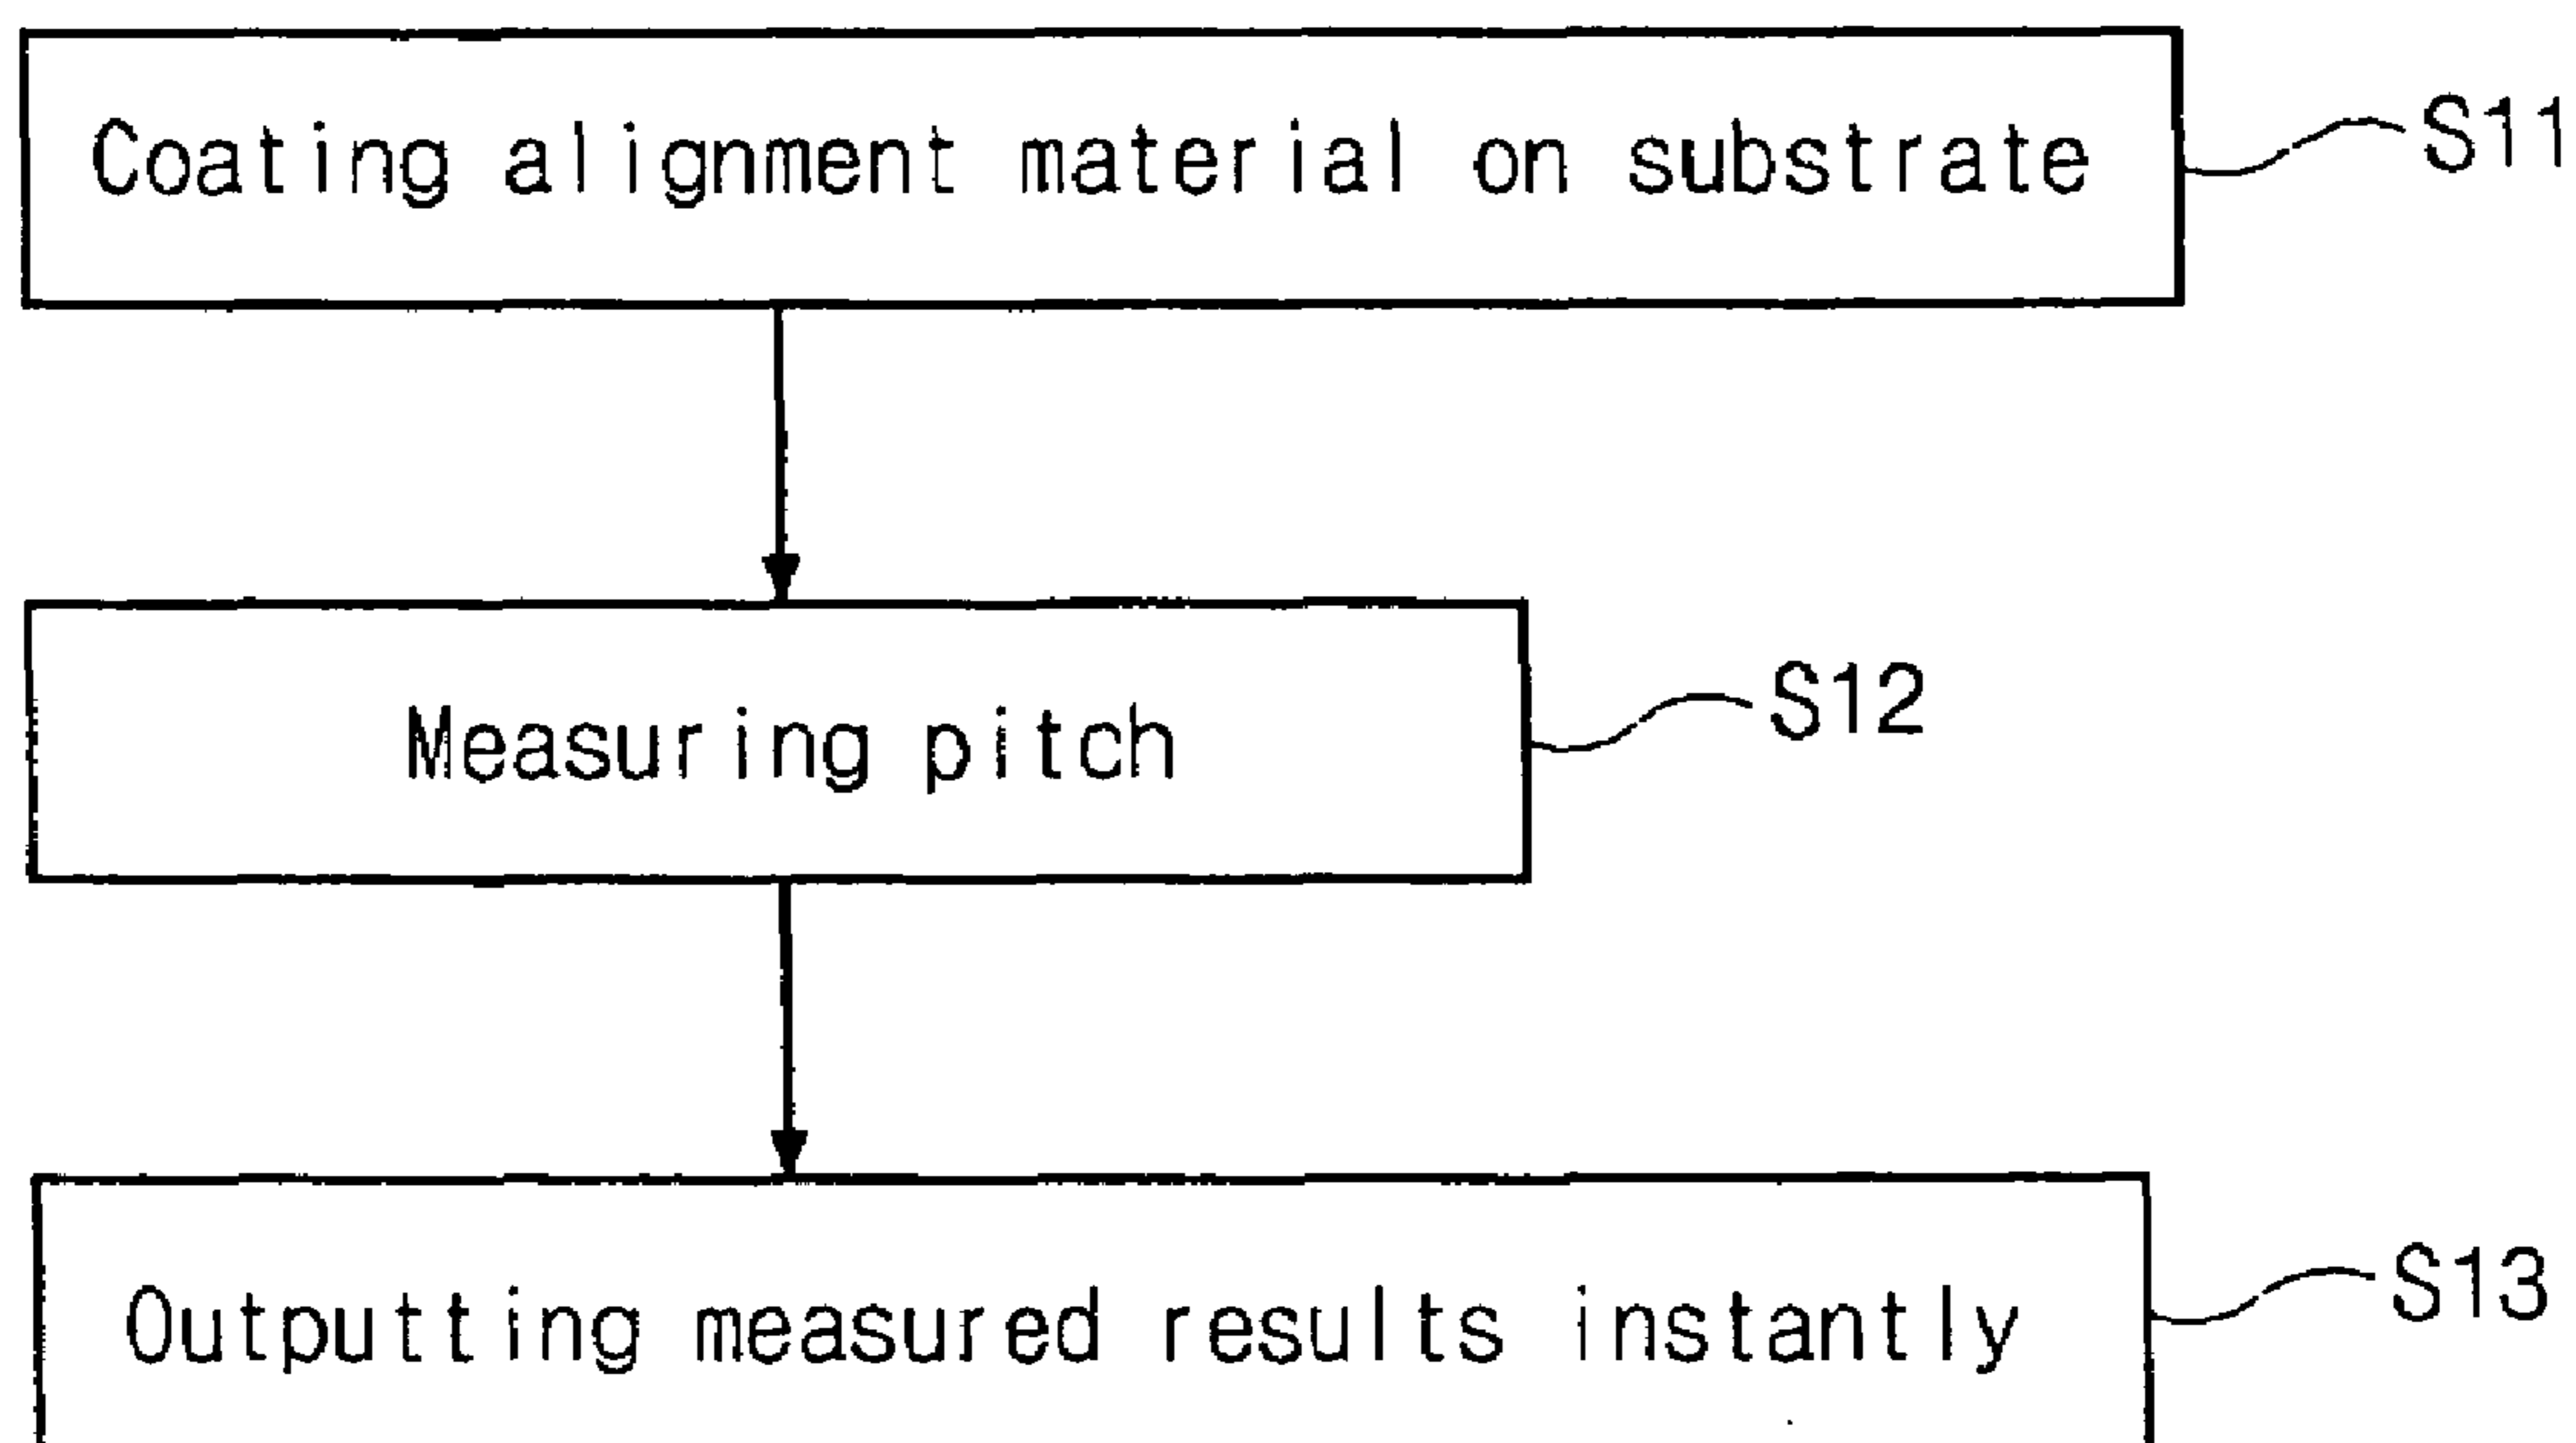 Coating alignment material on substrate
S11
Measuring pitch
S12
Outputting measured results instantly
S13